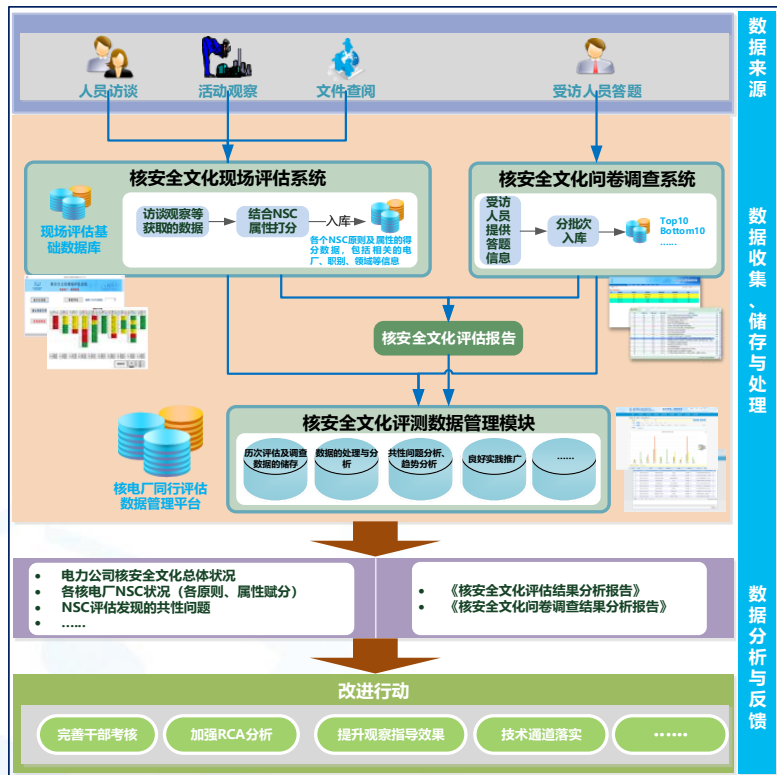 数据来源
人员访谈
活动观察
文件查阅
受访人员答题
数据收集、储存与处理
核安全文化现场评估系统
现场评估基
础数据库
访谈观察等
获取的数据
结合NSC
属性打分
入库
各个NSC原则及属性的得
分数据,包括相关的电
厂、职别、领域等信息
核安全文化问卷调查系统
受访
人员
提供
答题
信息
分批次
入库
Top10
Bottom10
……
核安全文化评估报告
核安全文化评测数据管理模块
历次评估及调查
数据的储存
数据的处理与分
析
共性问题分析、
趋势分析
良好实践推广
……
核电厂同行评估
数据管理平台
数据分析与反馈
• 电力公司核安全文化总体状况
• 各核电厂NSC状况(各原则、属性赋分)
• NSC评估发现的共性问题
• ……
• 《核安全文化评估结果分析报告》
• 《核安全文化问卷调查结果分析报告》
改进行动
完善干部考核
加强RCA分析
提升观察指导效果
技术通道落实
……